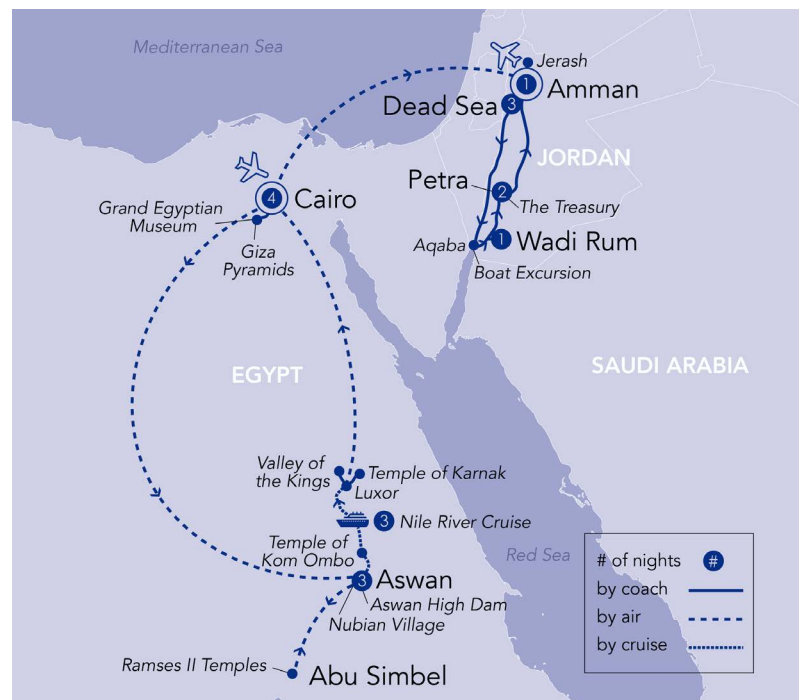 Mediterranean Sea
Jerash
1
Amman
Dead Sea
3
JORDAN
Petra
2
The Treasury
4
Cairo
Grand Egyptian
Museum
Giza
Pyramids
Aqaba
1
Wadi Rum
Boat Excursion
EGYPT
SAUDI ARABIA
Valley of
the Kings
Temple of Karnak
Luxor
3
Nile River Cruise
Temple of
Kom Ombo
Red Sea
3
Aswan
Aswan High Dam
Nubian Village
Ramses II Temples
Abu Simbel
# of nights
#
by coach
by air
by cruise